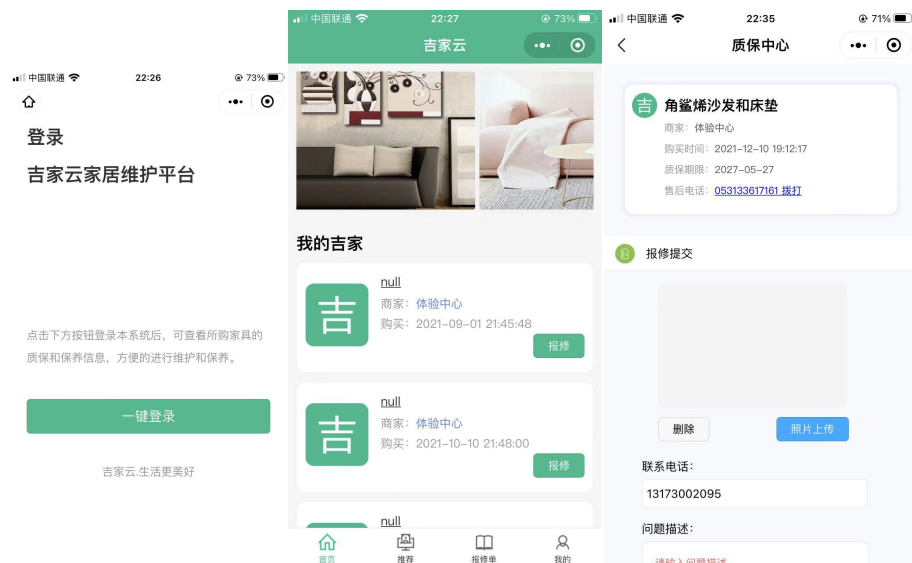 中国联通
22:26
73%
登录
吉家云家居维护平台
点击下方按钮登录本系统后，可查看所购家具的
质保和保养信息，方便的进行维护和保养。
一键登录
吉家云.生活更美好
中国联通
22:27
73%
吉家云
我的吉家
吉
null
商家：体验中心
购买：2021-09-01 21:45:48
报修
吉
null
商家：体验中心
购买：2021-10-10 21:48:00
报修
null
首页
推荐
报修单
我的
中国联通
22:35
71%
质保中心
吉
角鲨烯沙发和床垫
商家：体验中心
购买时间：2021-12-10 19:12:17
质保期限：2027-05-27
售后电话：053133617161 拨打
报修提交
删除
照片上传
联系电话：
13173002095
问题描述：
请输入问题描述